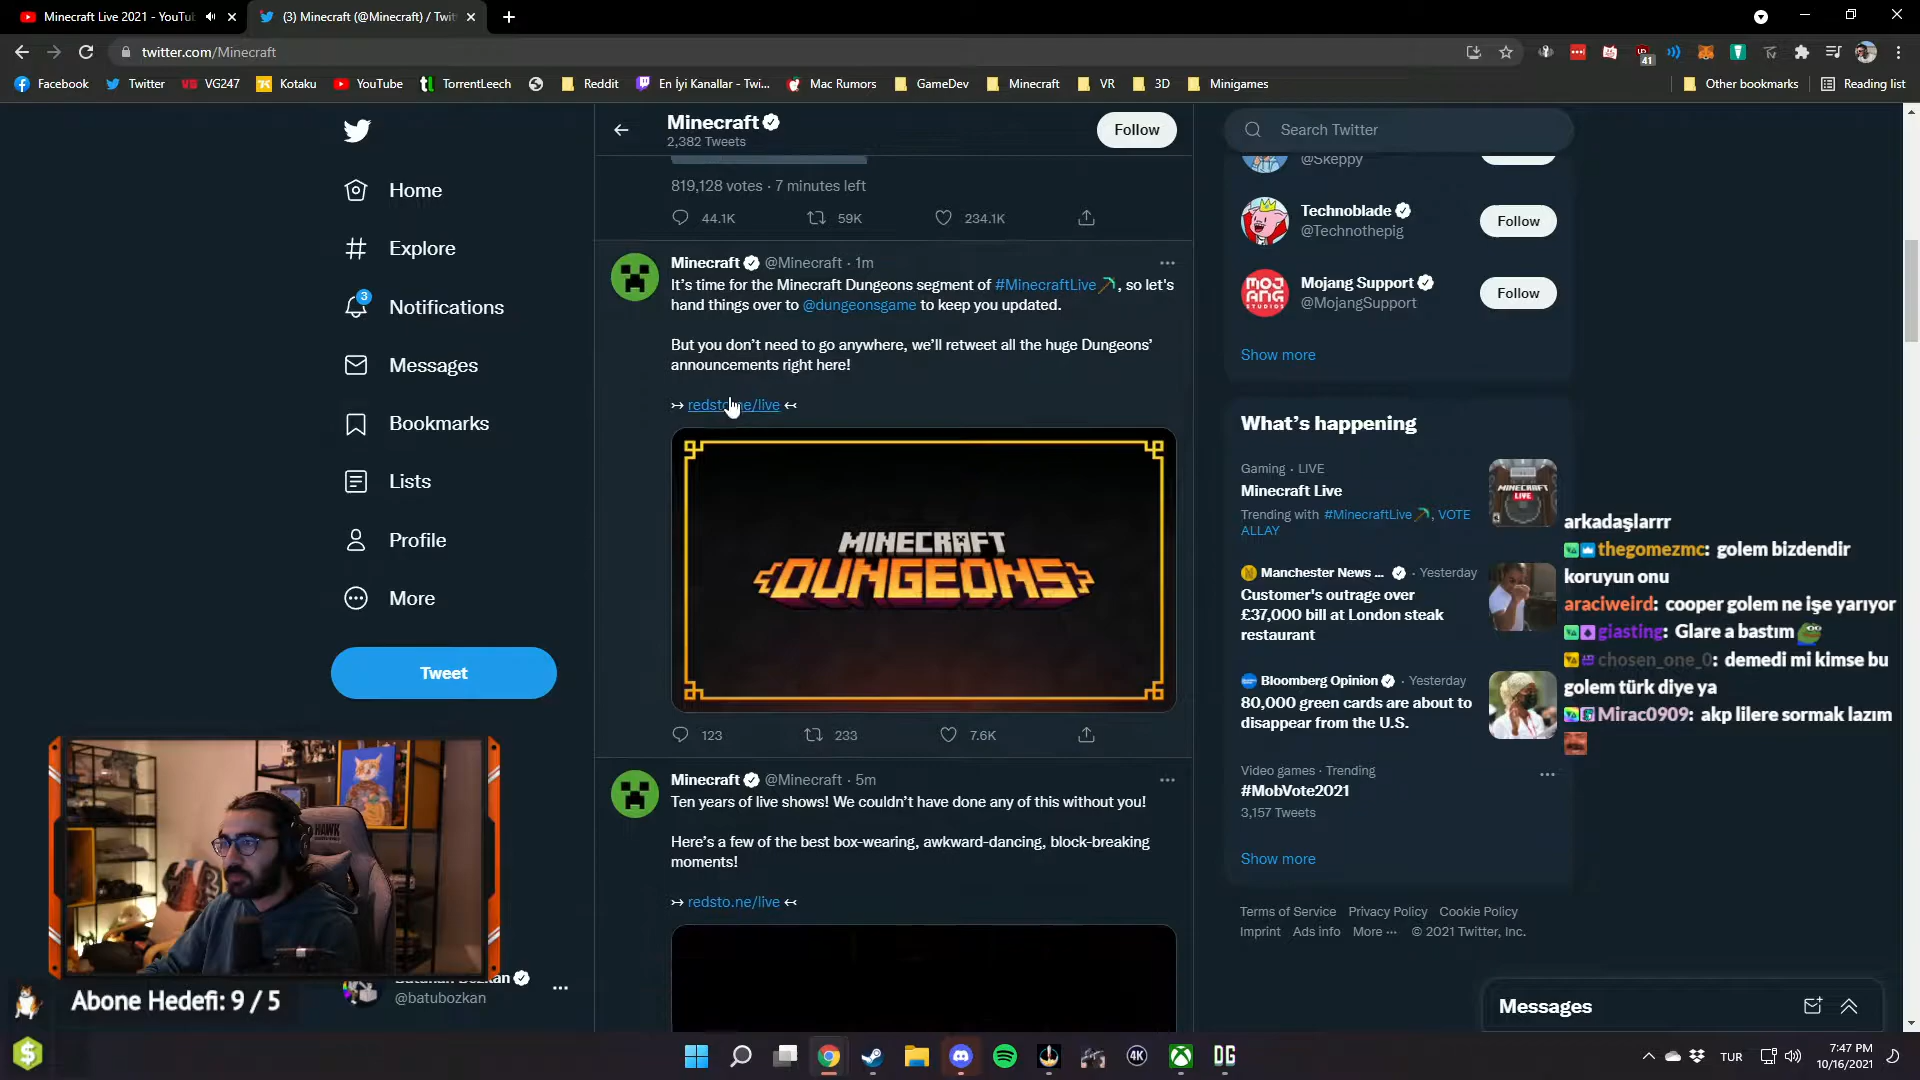 Minecraft Live 2021 - YouTu
(3) Minecraft (@Minecraft) / Twit
twitter.com/Minecraft
41
Facebook
Twitter
VG247
Kotaku
YouTube
TorrentLeech
Reddit
En İyi Kanallar - Twi...
Mac Rumors
GameDev
Minecraft
VR
3D
Minigames
Other bookmarks
Reading list
Home
Explore
3
Notifications
Messages
Bookmarks
Lists
Profile
More
Tweet
@batubozkan
Abone Hedefi: 9 / 5
Minecraft
2,382 Tweets
Follow
819,128 votes · 7 minutes left
44.1K
59K
234.1K
Minecraft @Minecraft · 1m
It's time for the Minecraft Dungeons segment of #MinecraftLive, so let's
hand things over to @dungeonsgame to keep you updated.
But you don't need to go anywhere, we'll retweet all the huge Dungeons'
announcements right here!
↣ redsto.ne/live ↢
MINECRAFT
DUNGEONS
123
233
7.6K
Minecraft @Minecraft · 5m
Ten years of live shows! We couldn't have done any of this without you!
Here's a few of the best box-wearing, awkward-dancing, block-breaking
moments!
↣ redsto.ne/live ↢
Search Twitter
@Skeppy
Technoblade
@Technothepig
Follow
MOJANG
Mojang Support
@MojangSupport
Follow
Show more
What's happening
Gaming · LIVE
Minecraft Live
Trending with #MinecraftLive, VOTE
ALLAY
MINECRAFT
LIVE
Manchester News ... · Yesterday
Customer's outrage over
£37,000 bill at London steak
restaurant
Bloomberg Opinion · Yesterday
80,000 green cards are about to
disappear from the U.S.
Video games · Trending
#MobVote2021
3,157 Tweets
Show more
Terms of Service Privacy Policy Cookie Policy
Imprint Ads info More ··· © 2021 Twitter, Inc.
Messages
arkadaşlarrr
thegomezmc: golem bizdendir
koruyun onu
araciweird: cooper golem ne işe yarıyor
giasting: Glare a bastım
chosen_one_0: demedi mi kimse bu
golem türk diye ya
Mirac0909: akp lilere sormak lazım
HAWK
4K
DG
TUR
7:47 PM
10/16/2021